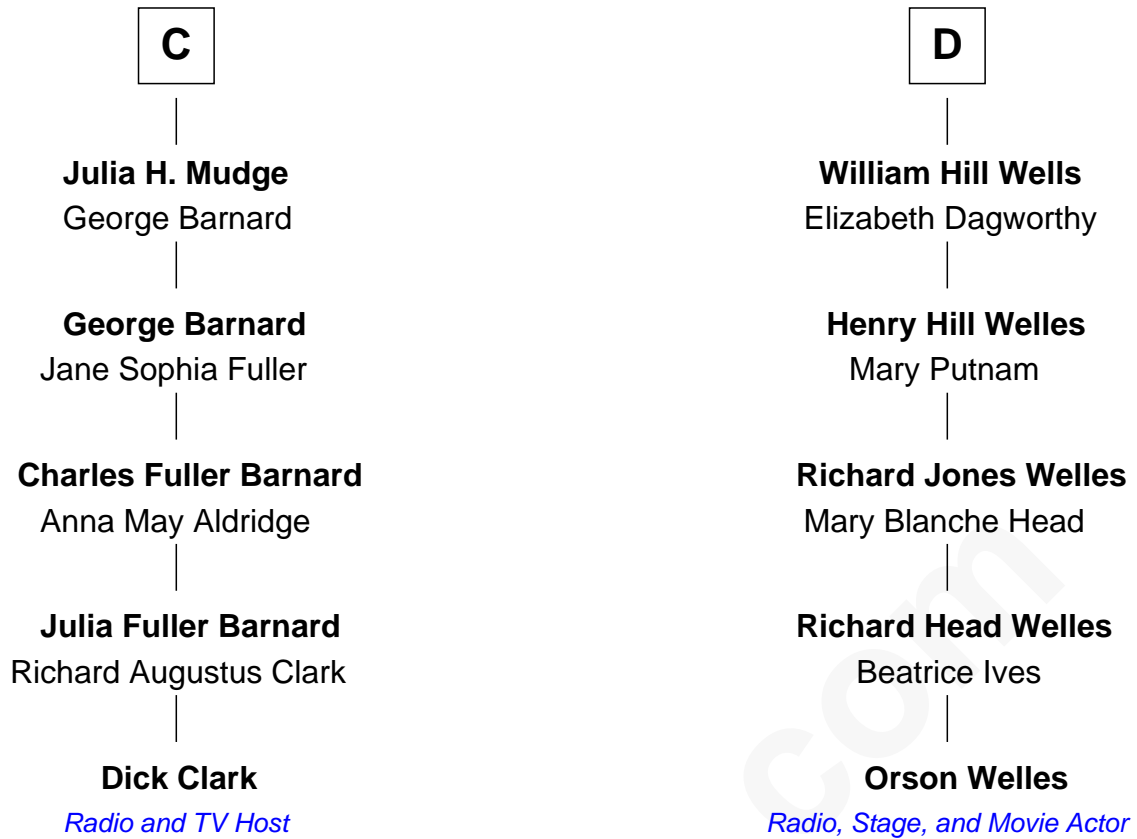 C
Julia H. Mudge
George Barnard
George Barnard
Jane Sophia Fuller
Charles Fuller Barnard
Anna May Aldridge
Julia Fuller Barnard
Richard Augustus Clark
Dick Clark
Radio and TV Host
D
William Hill Wells
Elizabeth Dagworthy
Henry Hill Welles
Mary Putnam
Richard Jones Welles
Mary Blanche Head
Richard Head Welles
Beatrice Ives
Orson Welles
Radio, Stage, and Movie Actor
com